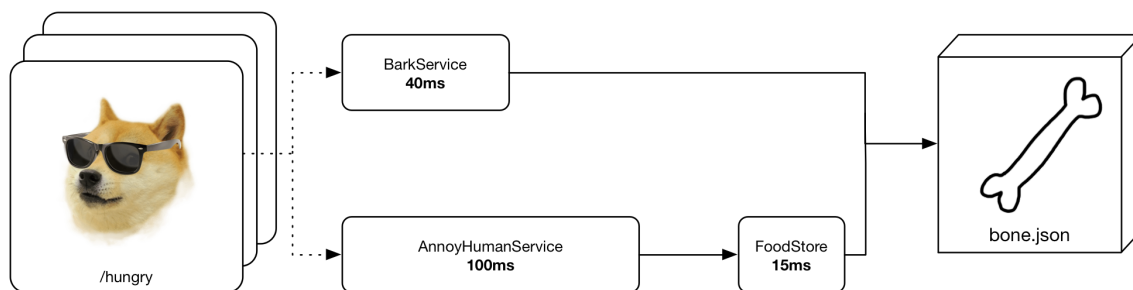 /hungry
BarkService
40ms
AnnoyHumanService
100ms
FoodStore
15ms
bone.json